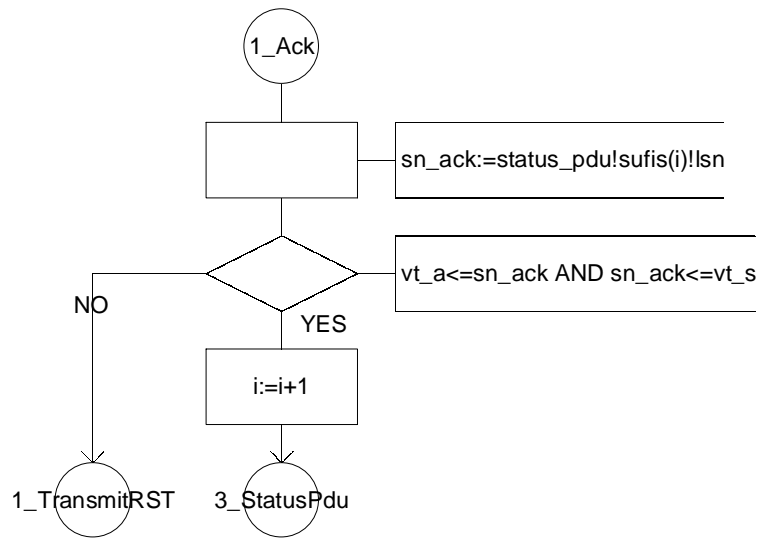 1_Ack
sn_ack:=status_pdu!sufis(i)!lsn
vt_a<=sn_ack AND sn_ack<=vt_s
NO
YES
i:=i+1
1_TransmitRST
3_StatusPdu